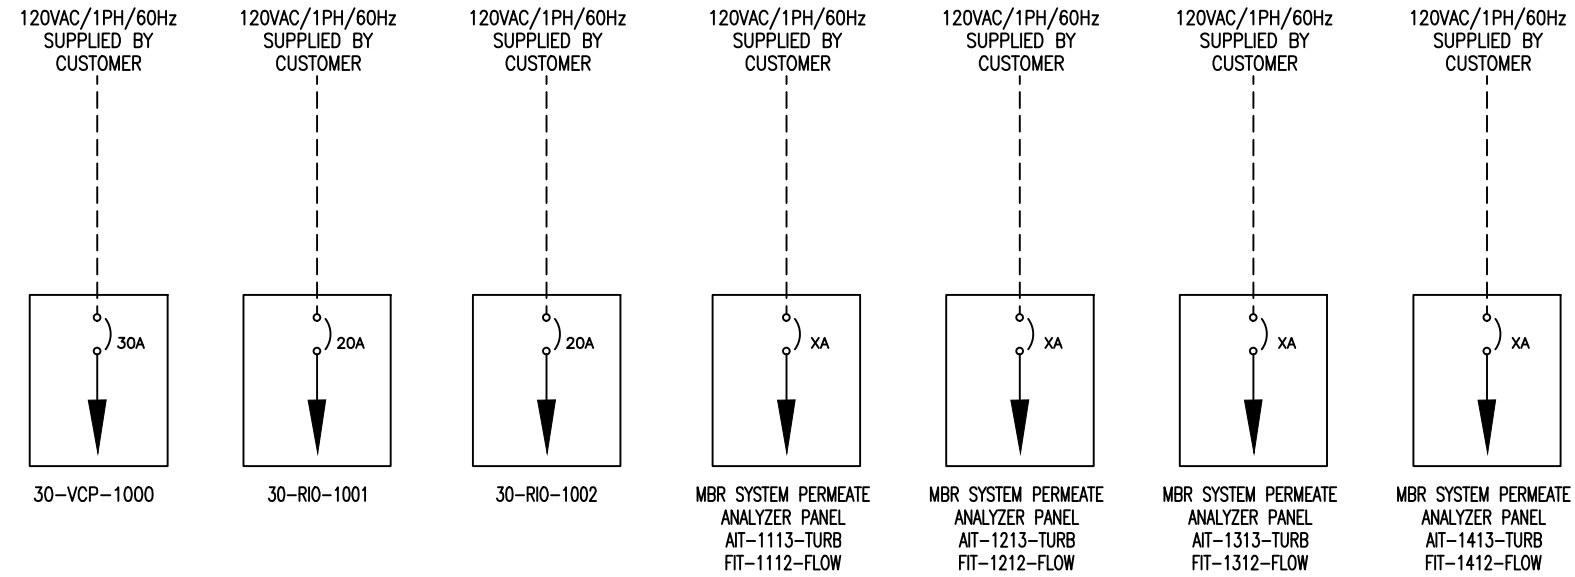 120VAC/1PH/60Hz
SUPPLIED BY
CUSTOMER
30A
30-VCP-1000
120VAC/1PH/60Hz
SUPPLIED BY
CUSTOMER
20A
30-RIO-1001
120VAC/1PH/60Hz
SUPPLIED BY
CUSTOMER
20A
30-RIO-1002
120VAC/1PH/60Hz
SUPPLIED BY
CUSTOMER
XA
MBR SYSTEM PERMEATE
ANALYZER PANEL
AIT-1113-TURB
FIT-1112-FLOW
120VAC/1PH/60Hz
SUPPLIED BY
CUSTOMER
XA
MBR SYSTEM PERMEATE
ANALYZER PANEL
AIT-1213-TURB
FIT-1212-FLOW
120VAC/1PH/60Hz
SUPPLIED BY
CUSTOMER
XA
MBR SYSTEM PERMEATE
ANALYZER PANEL
AIT-1313-TURB
FIT-1312-FLOW
120VAC/1PH/60Hz
SUPPLIED BY
CUSTOMER
XA
MBR SYSTEM PERMEATE
ANALYZER PANEL
AIT-1413-TURB
FIT-1412-FLOW